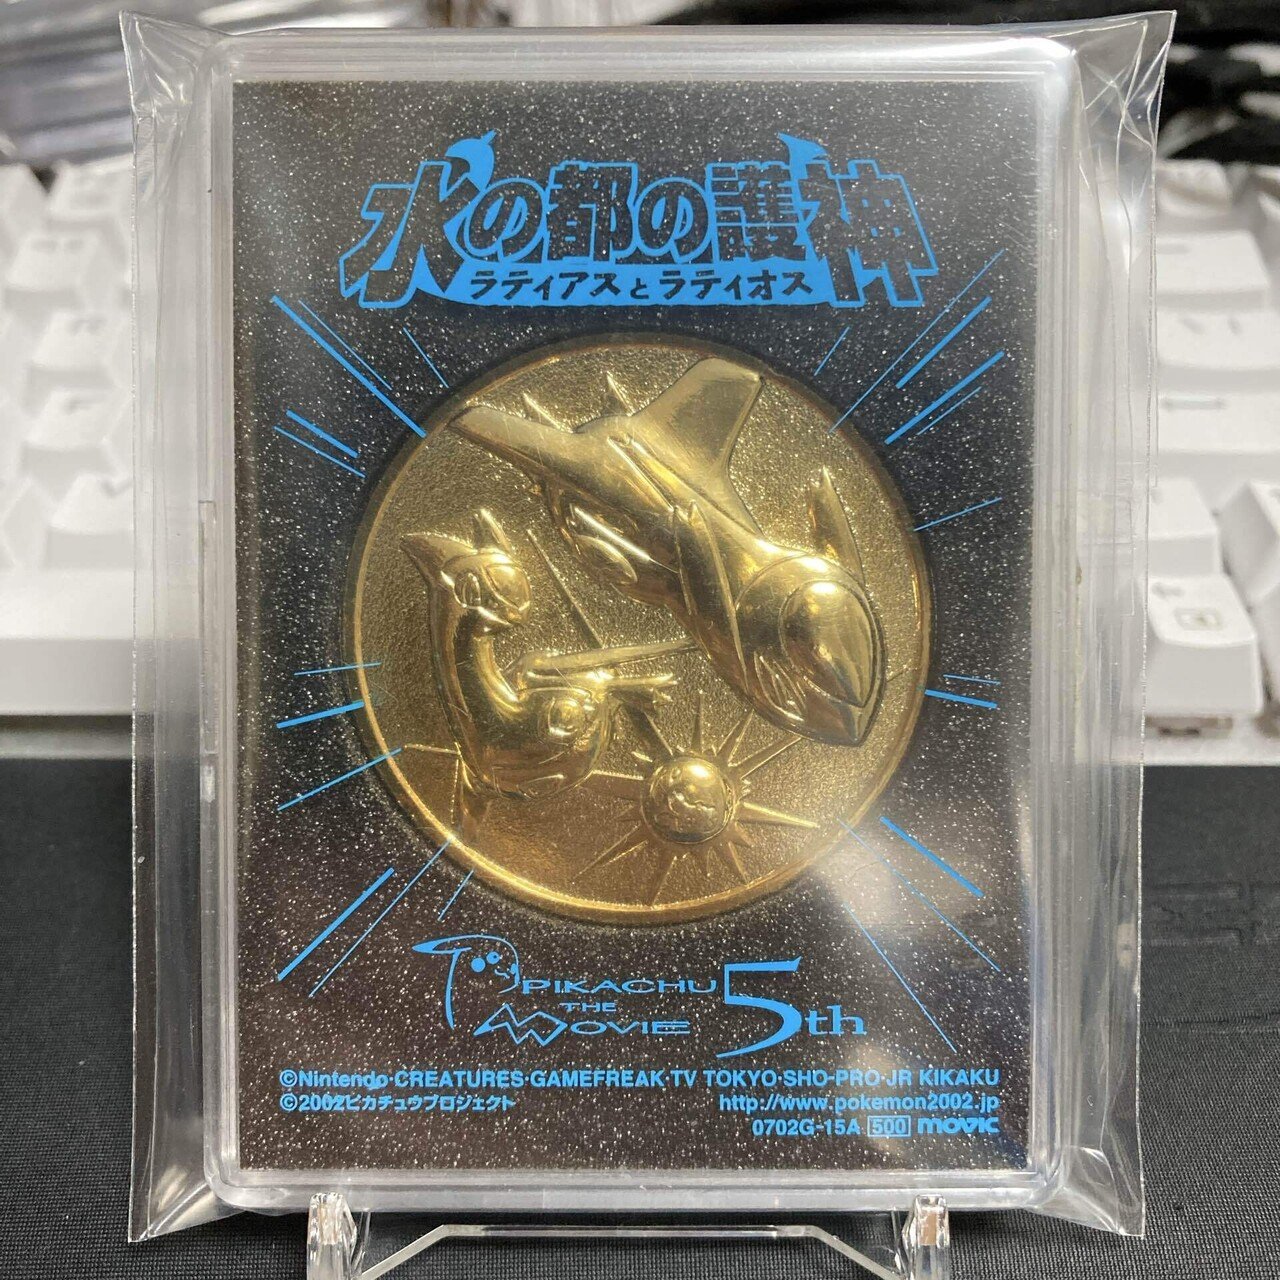 水の都の護神
ラティアスとラティオス
PIKACHU
THE
MOVIE
5th
©Nintendo·CREATURES·GAMEFREAK·TV TOKYO·SHO-PRO·JR KIKAKU
©2002ピカチュウプロジェクト
http://www.pokemon2002.jp
0702G-15A 500 movic